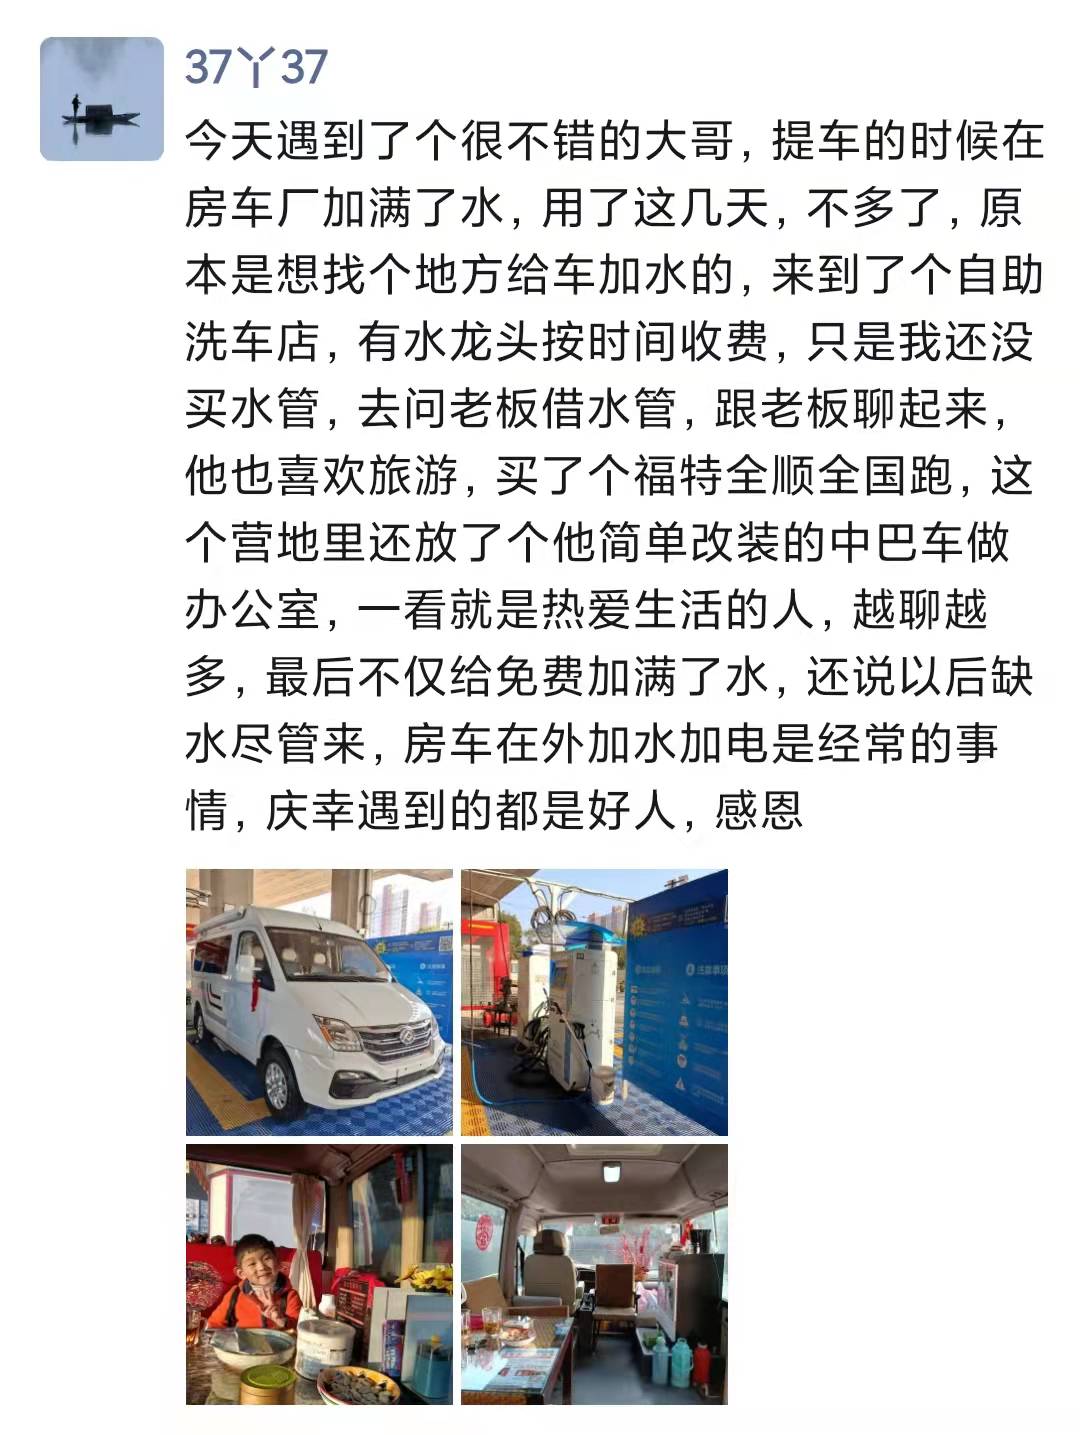 37丫37
今天遇到了个很不错的大哥，提车的时候在
房车厂加满了水，用了这几天，不多了，原
本是想找个地方给车加水的，来到了个自助
洗车店，有水龙头按时间收费，只是我还没
买水管，去问老板借水管，跟老板聊起来，
他也喜欢旅游，买了个福特全顺全国跑，这
个营地里还放了个他简单改装的中巴车做
办公室，一看就是热爱生活的人，越聊越
多，最后不仅给免费加满了水，还说以后缺
水尽管来，房车在外加水加电是经常的事
情，庆幸遇到的都是好人，感恩